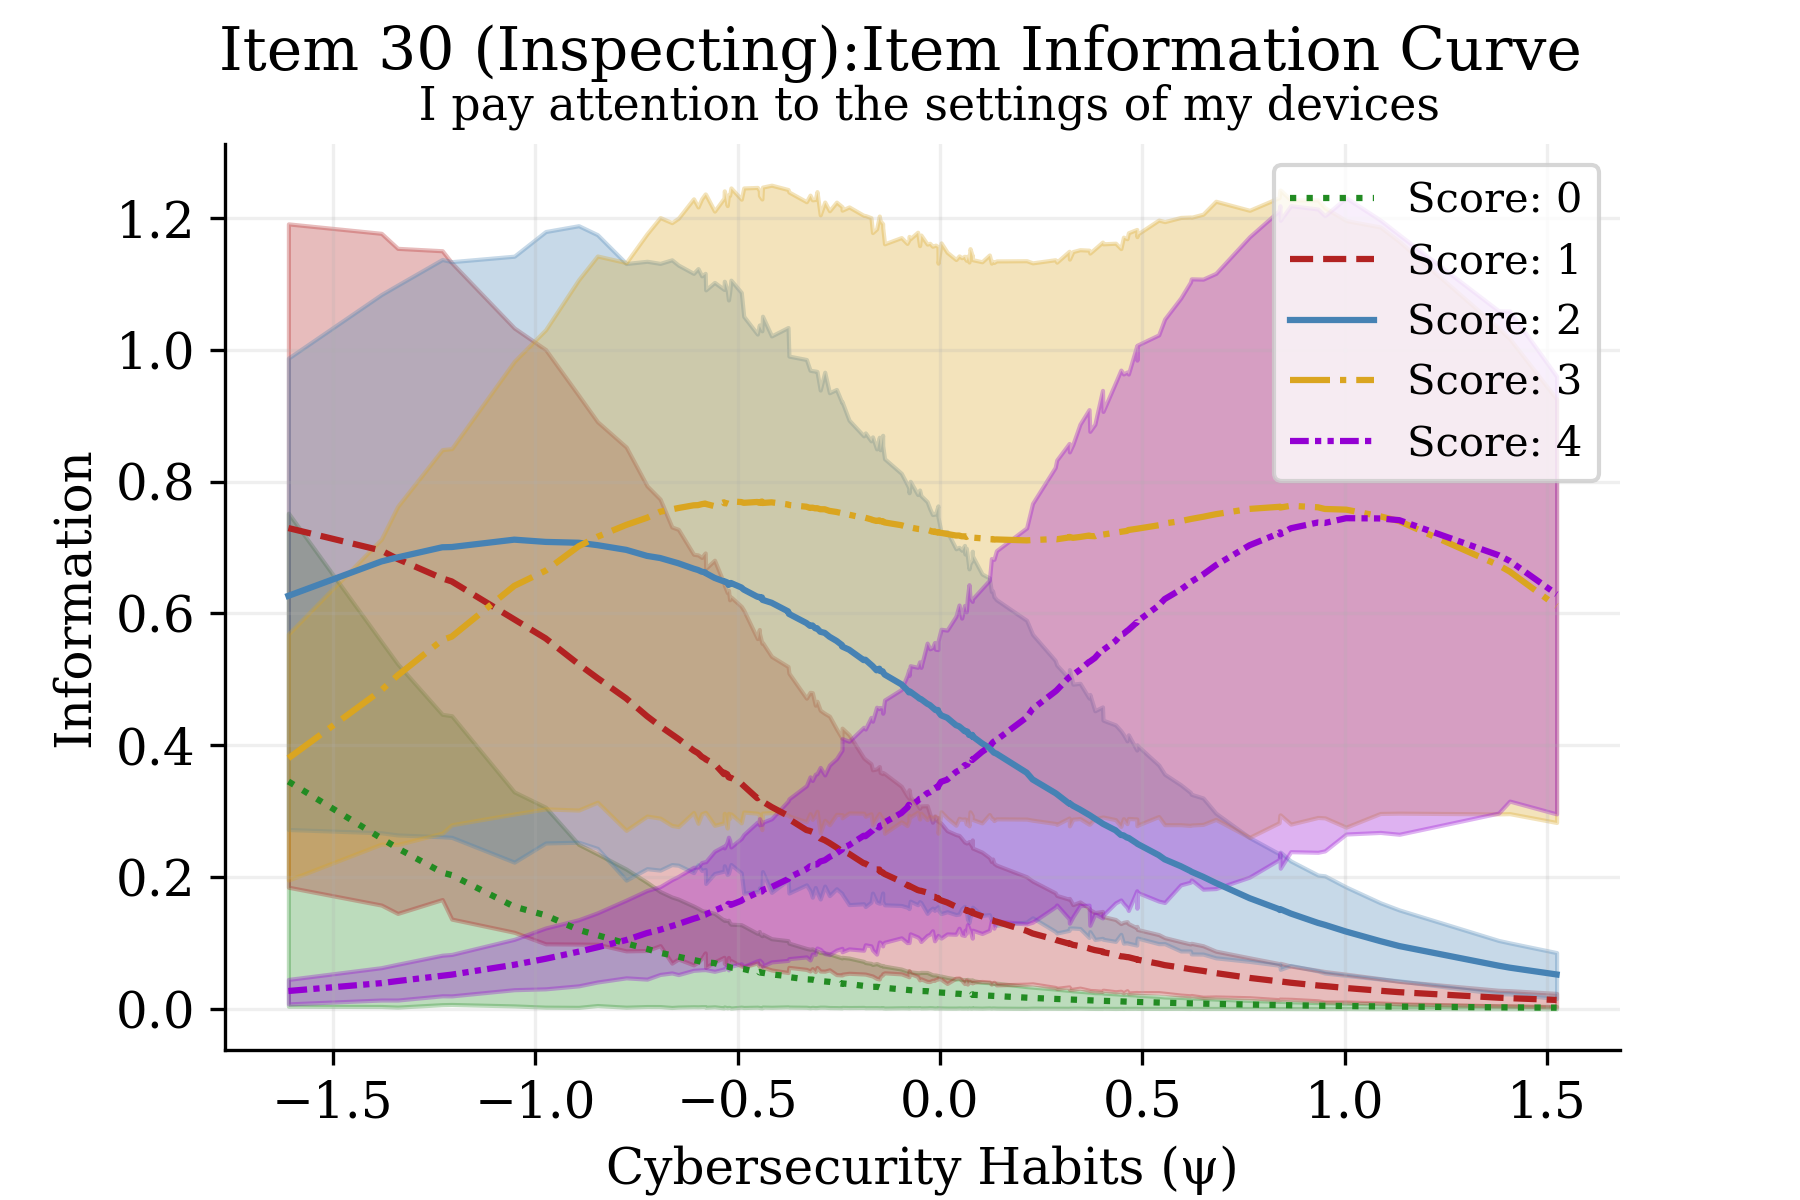 Item 30 (Inspecting):Item Information Curve
I pay attention to the settings of my devices
Score: 0
Score: 1
Score: 2
Score: 3
Score: 4
Information
1.2
1.0
0.8
0.6
0.4
0.2
0.0
−1.5 −1.0 −0.5 0.0 0.5 1.0 1.5
Cybersecurity Habits (ψ)